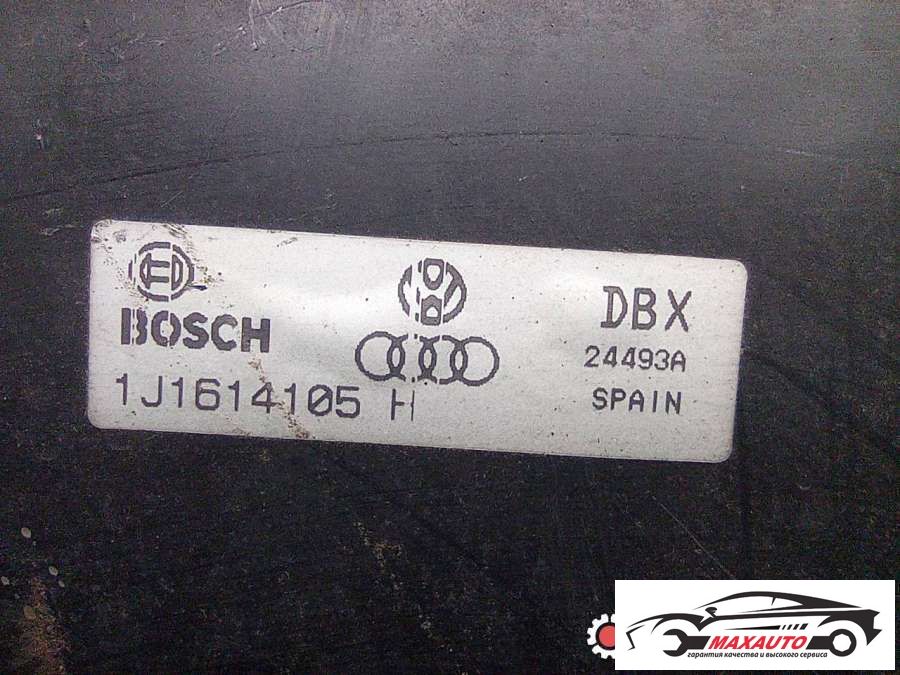 BOSCH
1J1614105 H
DBX
24493A
SPAIN
MAXAUTO
гарантия качества и высокого сервиса